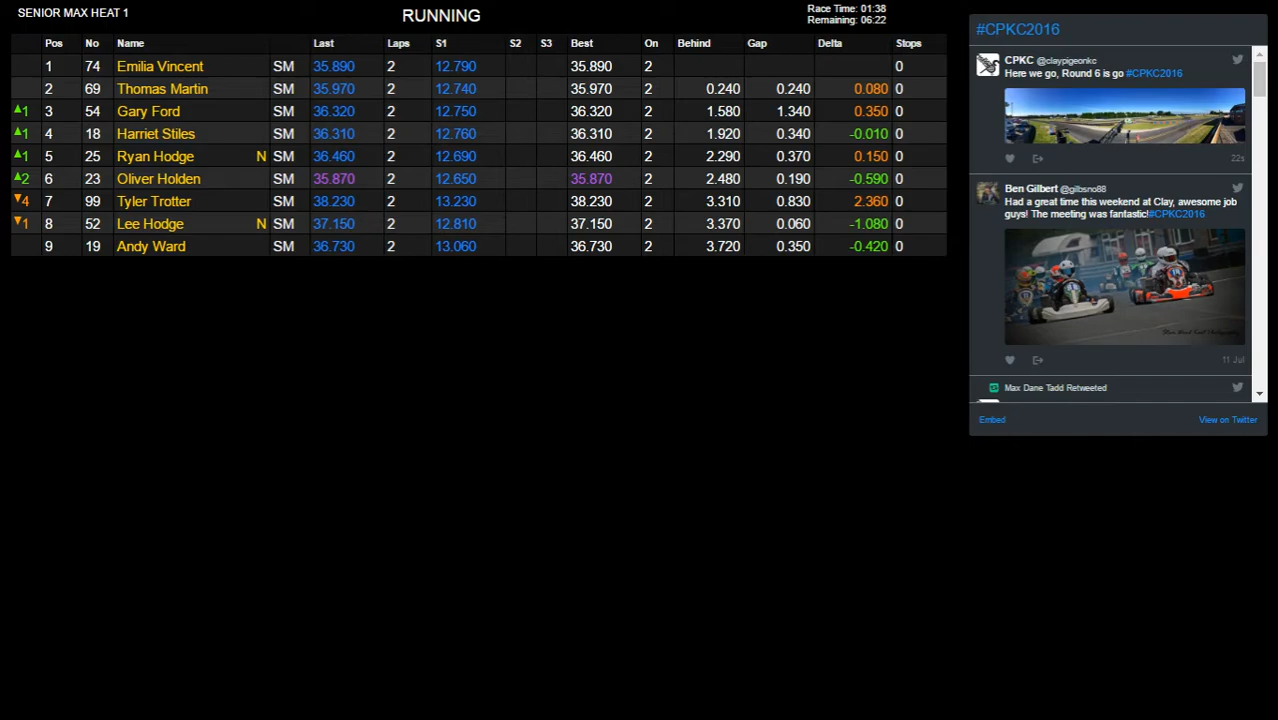 SENIOR MAX HEAT 1
RUNNING
Race Time: 01:38
Remaining: 06:22
Pos No Name Last Laps S1 S2 S3 Best On Behind Gap Delta Stops
1 74 Emilia Vincent SM 35.890 2 12.790 35.890 2 0
2 69 Thomas Martin SM 35.970 2 12.740 35.970 2 0.240 0.240 0.080 0
1 3 54 Gary Ford SM 36.320 2 12.750 36.320 2 1.580 1.340 0.350 0
1 4 18 Harriet Stiles SM 36.310 2 12.760 36.310 2 1.920 0.340 -0.010 0
1 5 25 Ryan Hodge N SM 36.460 2 12.690 36.460 2 2.290 0.370 0.150 0
2 6 23 Oliver Holden SM 35.870 2 12.650 35.870 2 2.480 0.190 -0.590 0
4 7 99 Tyler Trotter SM 38.230 2 13.230 38.230 2 3.310 0.830 2.360 0
1 8 52 Lee Hodge N SM 37.150 2 12.810 37.150 2 3.370 0.060 -1.080 0
9 19 Andy Ward SM 36.730 2 13.060 36.730 2 3.720 0.350 -0.420 0
#CPKC2016
CPKC @claypigeonkc
Here we go, Round 6 is go #CPKC2016
22s
Ben Gilbert @gilbsno88
Had a great time this weekend at Clay, awesome job
guys! The meeting was fantastic!#CPKC2016
11 Jul
Max Dane Tadd Retweeted
Embed
View on Twitter